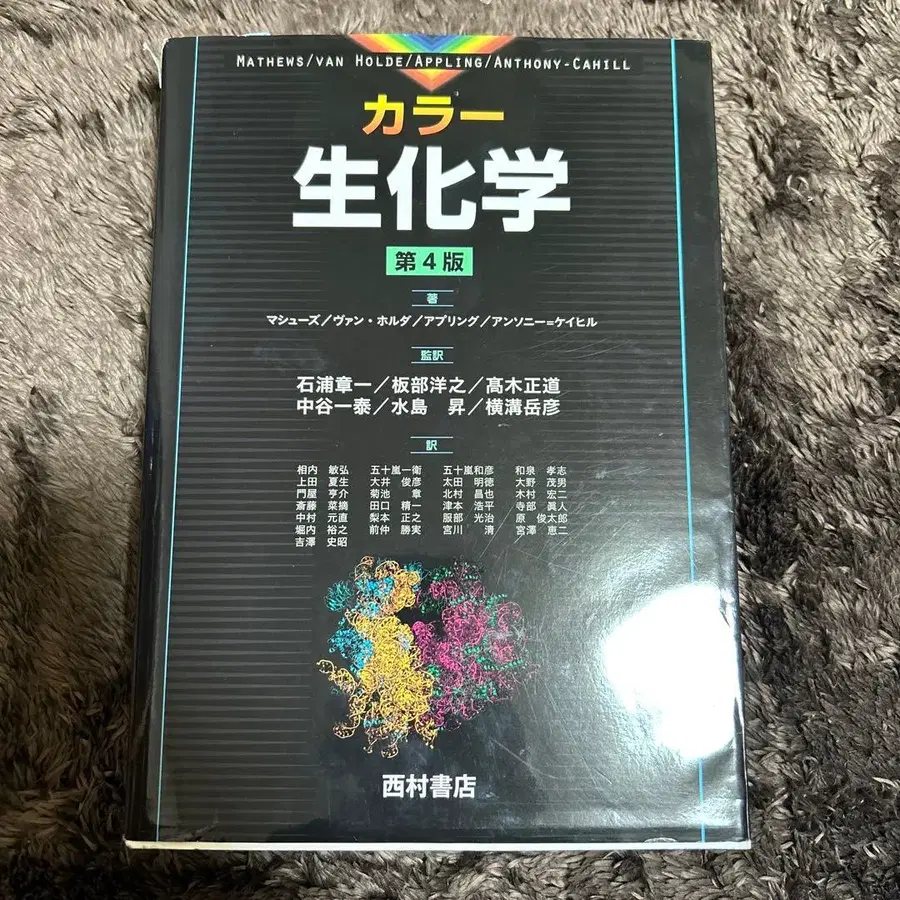 MATHEWS/VAN HOLDE/APPLING/ANTHONY-CAHILL
カラー
生化学
第4版
著
マシューズ/ヴァン・ホルダ/アプリング/アンソニー=ケイヒル
監訳
石浦章一/板部洋之/髙木正道
中谷一泰/水島 昇/横溝岳彦
訳
相内 敏弘 五十嵐一衛 五十嵐和彦 和泉 孝志
上田 夏生 大井 俊彦 太田 明徳 大野 茂男
門屋 亨介 菊池 章 北村 昌也 木村 宏二
斎藤 菜摘 田口 精一 津本 浩平 寺部 眞人
中村 元直 梨本 正之 服部 光治 原 俊太郎
堀内 裕之 前仲 勝実 宮川 淸 宮澤 恵二
吉澤 史昭
西村書店